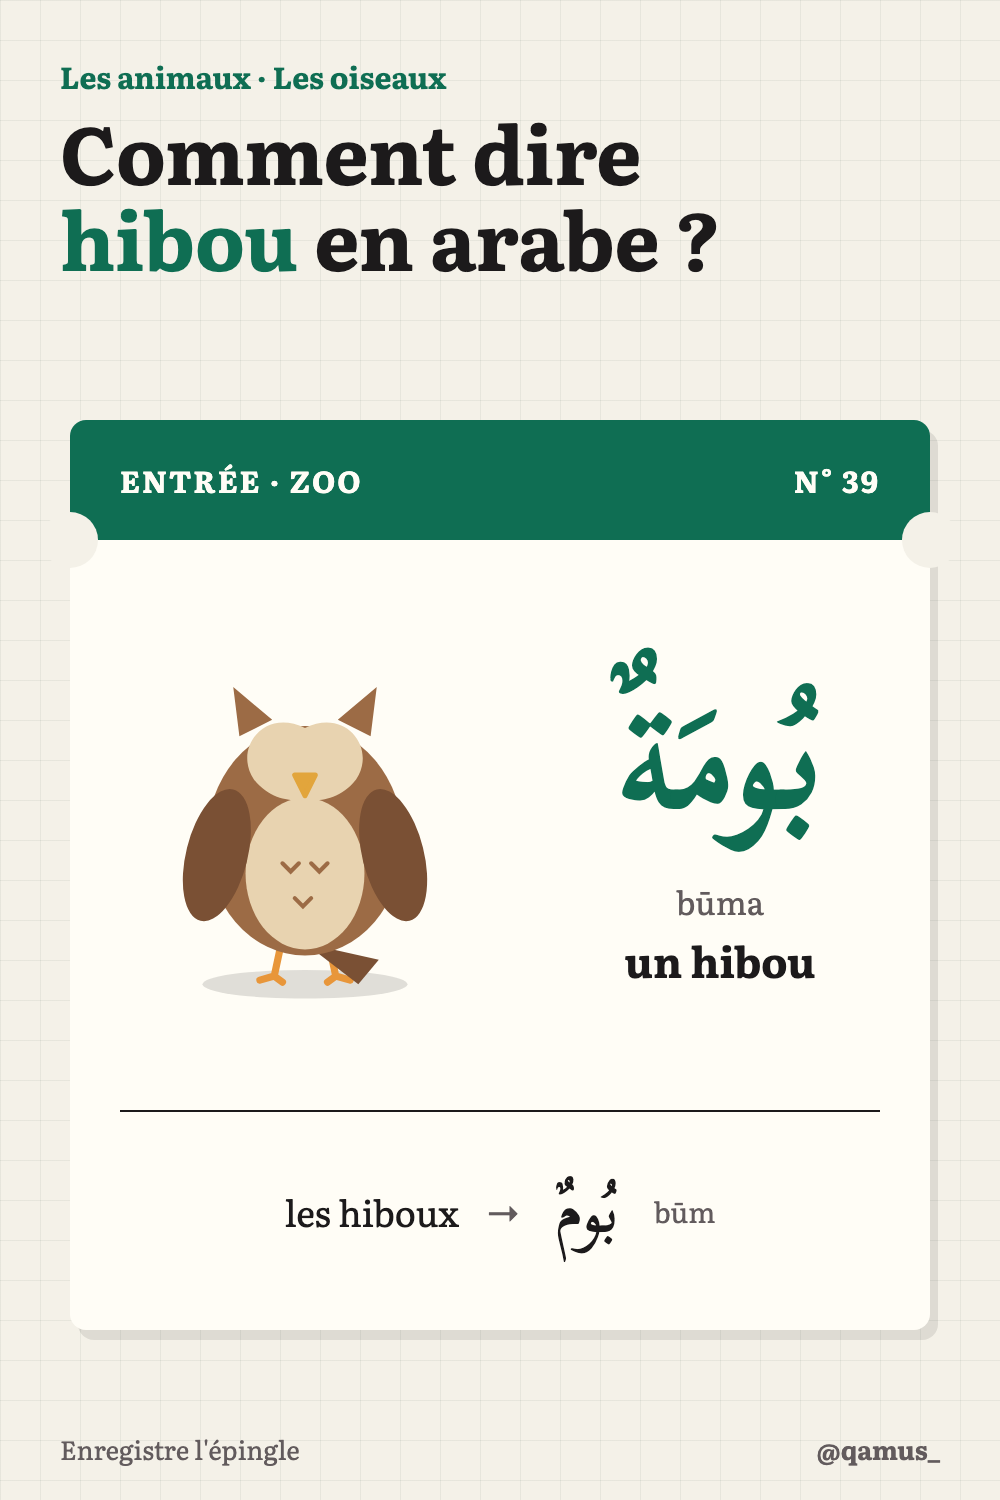 Les animaux · Les oiseaux
Comment dire
hibou en arabe ?
ENTRÉE · ZOO N° 39
بُومَةٌ
būma
un hibou
les hiboux → بُومٌ būm
Enregistre l'épingle @qamus_